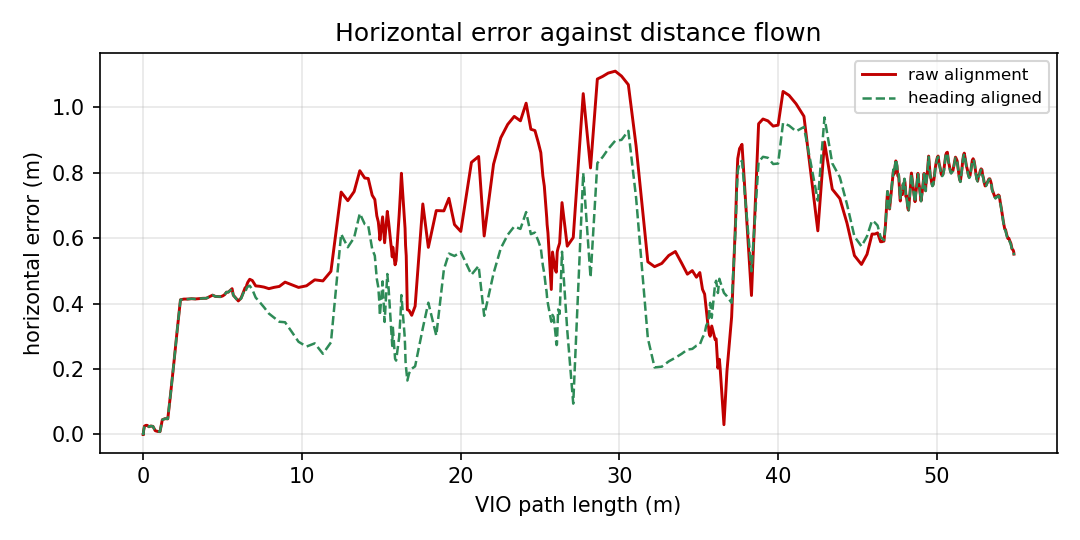 Horizontal error against distance flown
raw alignment
heading aligned
horizontal error (m)
1.0
0.8
0.6
0.4
0.2
0.0
0 10 20 30 40 50
VIO path length (m)